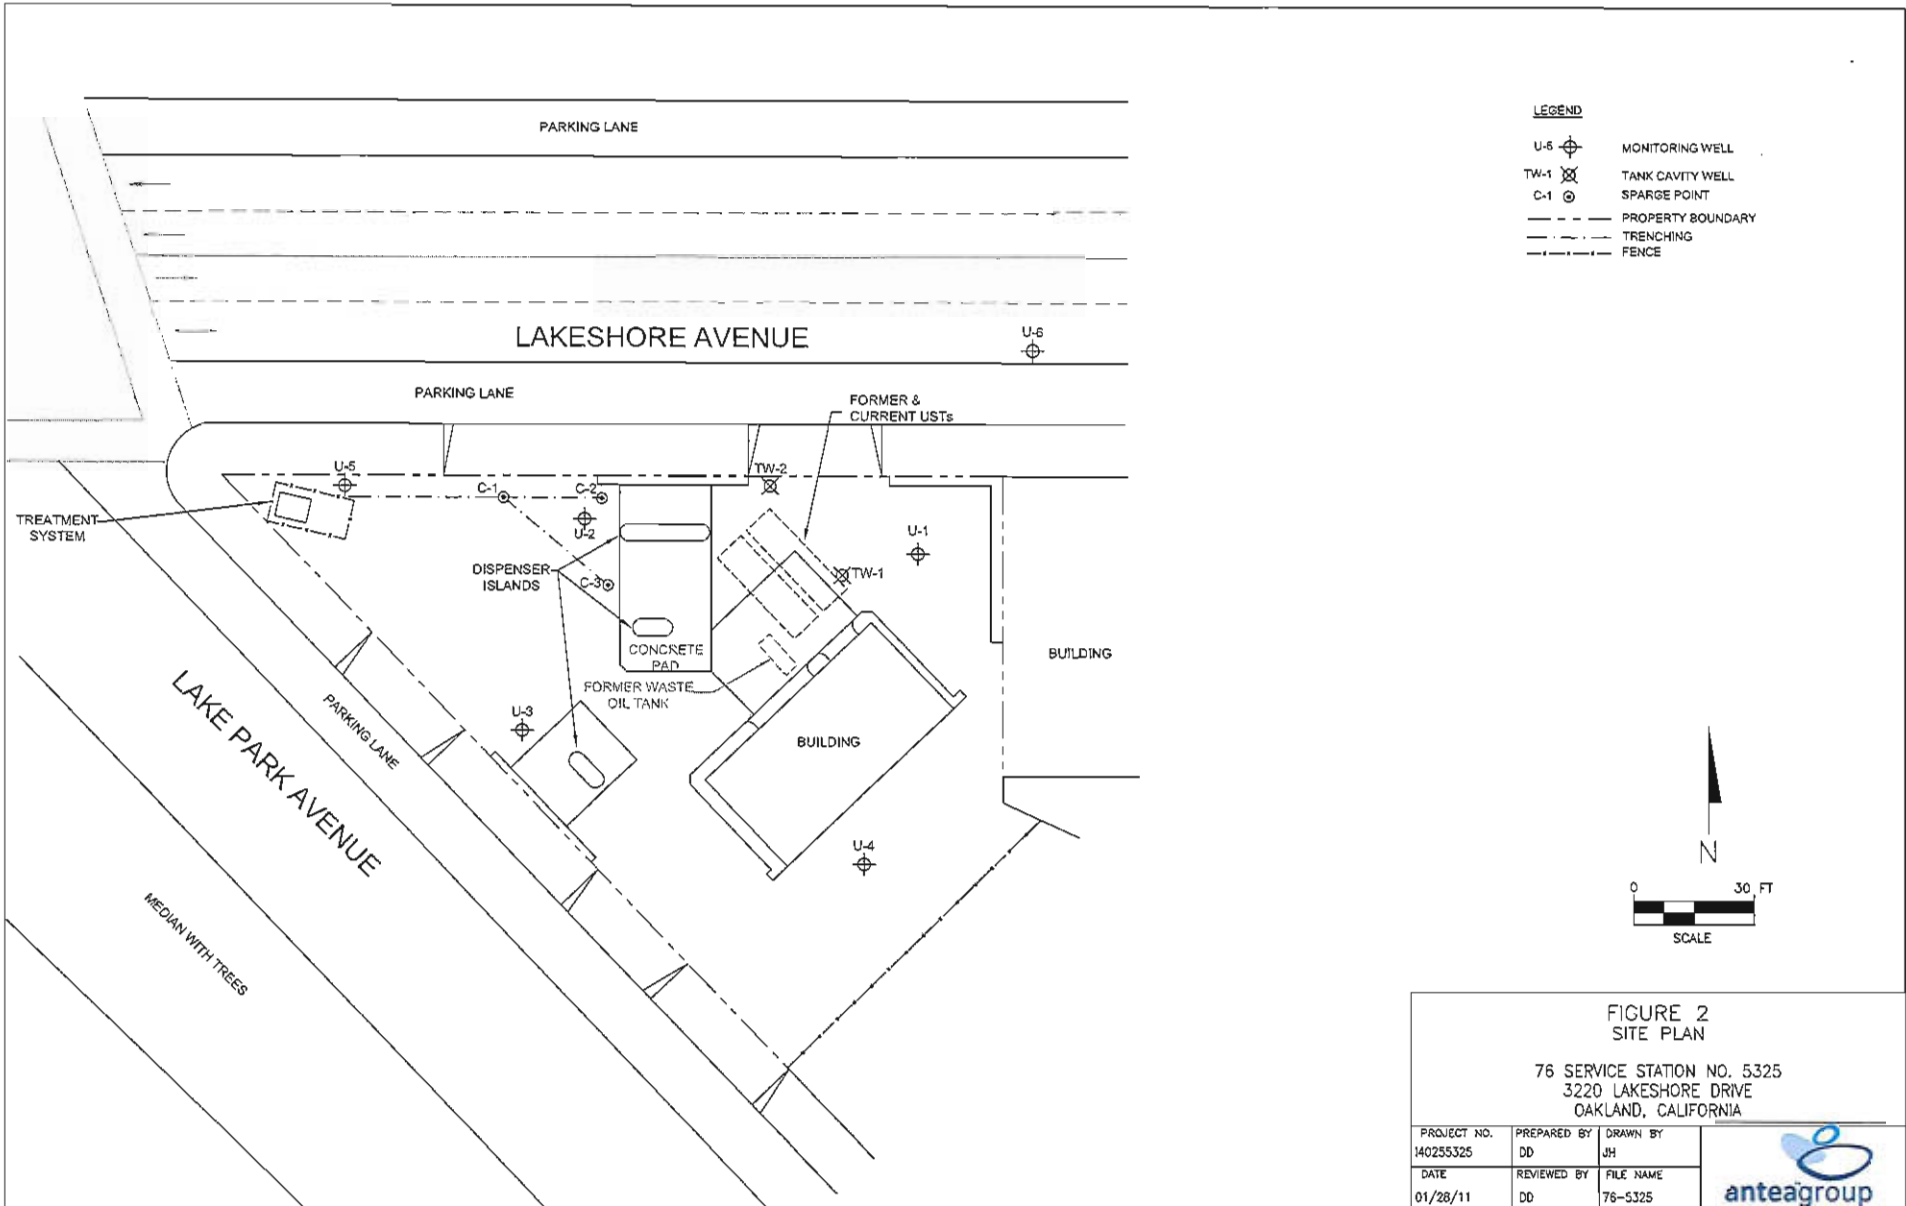 PARKING LANE
LAKESHORE AVENUE
U-6
PARKING LANE
FORMER &
CURRENT USTs
U-5
C-1
C-2
TW-2
U-2
U-1
TREATMENT
SYSTEM
DISPENSER
ISLANDS
C-3
TW-1
CONCRETE
PAD
BUILDING
FORMER WASTE
OIL TANK
LAKE PARK AVENUE
PARKING LANE
U-3
BUILDING
U-4
MEDIAN WITH TREES
LEGEND
U-6 MONITORING WELL
TW-1 TANK CAVITY WELL
C-1 SPARGE POINT
PROPERTY BOUNDARY
TRENCHING
FENCE
N
0 30 FT
SCALE
FIGURE 2
SITE PLAN
76 SERVICE STATION NO. 5325
3220 LAKESHORE DRIVE
OAKLAND, CALIFORNIA
PROJECT NO. PREPARED BY DRAWN BY
I40255325 DD JH
DATE REVIEWED BY FILE NAME
01/28/11 DD 76-5325
anteagroup